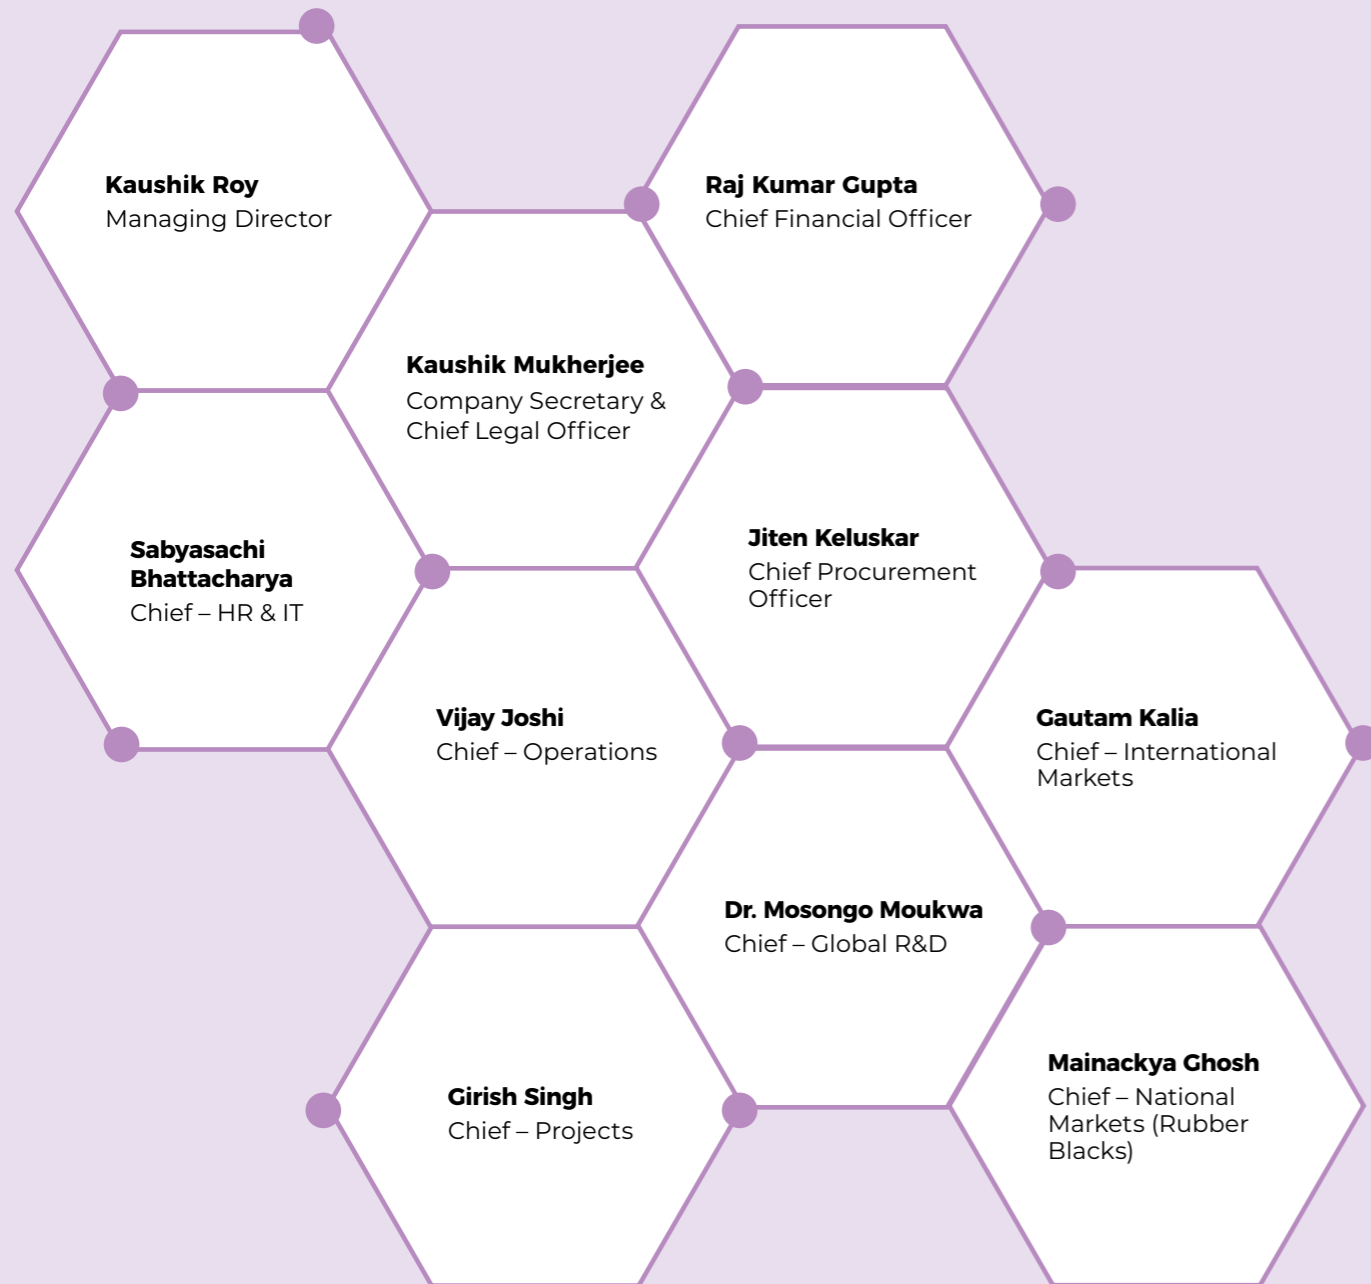 Kaushik Roy
Managing Director
Raj Kumar Gupta
Chief Financial Officer
Kaushik Mukherjee
Company Secretary &
Chief Legal Officer
Sabyasachi
Bhattacharya
Chief – HR & IT
Jiten Keluskar
Chief Procurement
Officer
Vijay Joshi
Chief – Operations
Gautam Kalia
Chief – International
Markets
Dr. Mosongo Moukwa
Chief – Global R&D
Girish Singh
Chief – Projects
Mainackya Ghosh
Chief – National
Markets (Rubber
Blacks)